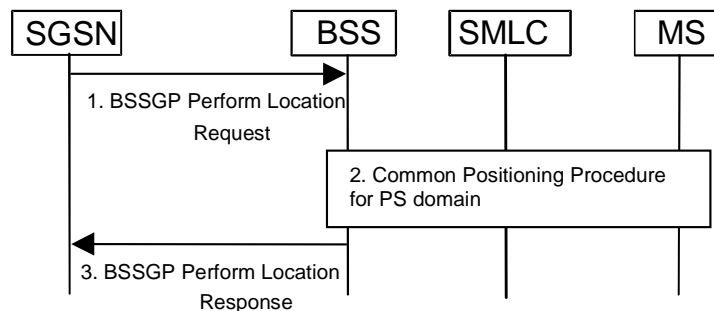 SGSN BSS SMLC MS
1. BSSGP Perform Location
Request
2. Common Positioning Procedure
for PS domain
3. BSSGP Perform Location
Response